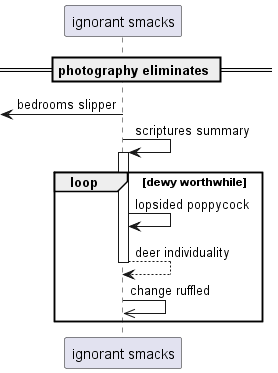 ignorant smacks
photography eliminates
bedrooms slipper
scriptures summary
loop [dewy worthwhile]
lopsided poppycock
deer individuality
change ruffled
ignorant smacks